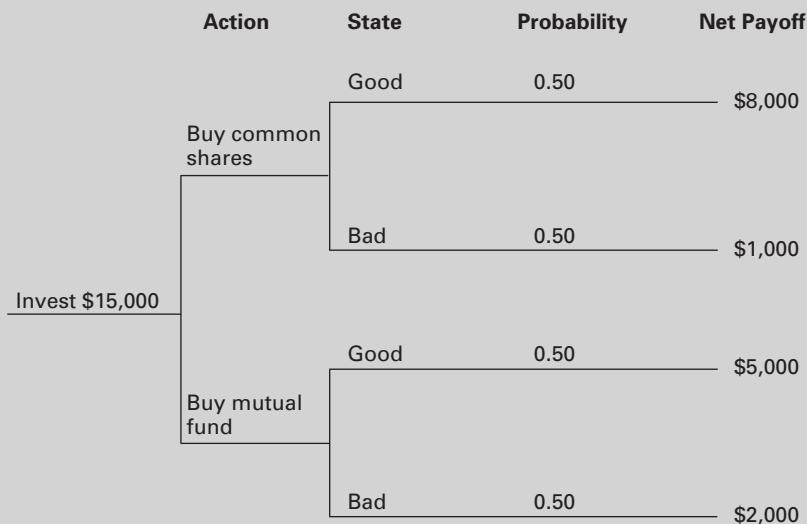 Action State Probability Net Payoff
Good 0.50
$8,000
Buy common
shares
Bad 0.50
$1,000
Invest $15,000
Good 0.50
$5,000
Buy mutual
fund
Bad 0.50
$2,000